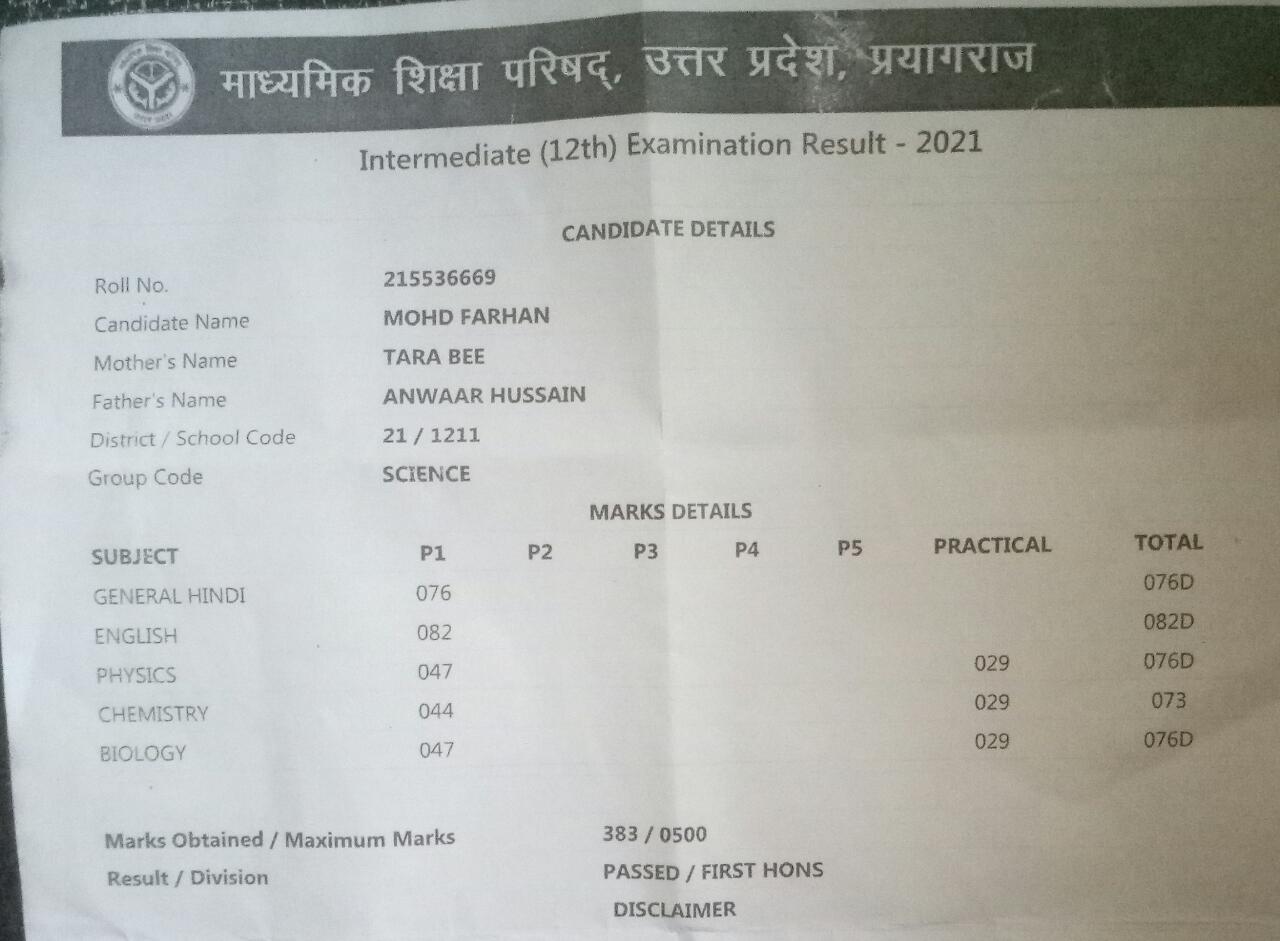 माध्यमिक शिक्षा परिषद्, उत्तर प्रदेश, प्रयागराज
Intermediate (12th) Examination Result - 2021
CANDIDATE DETAILS
Roll No. 215536669
Candidate Name MOHD FARHAN
Mother's Name TARA BEE
Father's Name ANWAAR HUSSAIN
District / School Code 21 / 1211
Group Code SCIENCE
MARKS DETAILS
SUBJECT P1 P2 P3 P4 P5 PRACTICAL TOTAL
GENERAL HINDI 076 076D
ENGLISH 082 082D
PHYSICS 047 029 076D
CHEMISTRY 044 029 073
BIOLOGY 047 029 076D
Marks Obtained / Maximum Marks 383 / 0500
Result / Division PASSED / FIRST HONS
DISCLAIMER